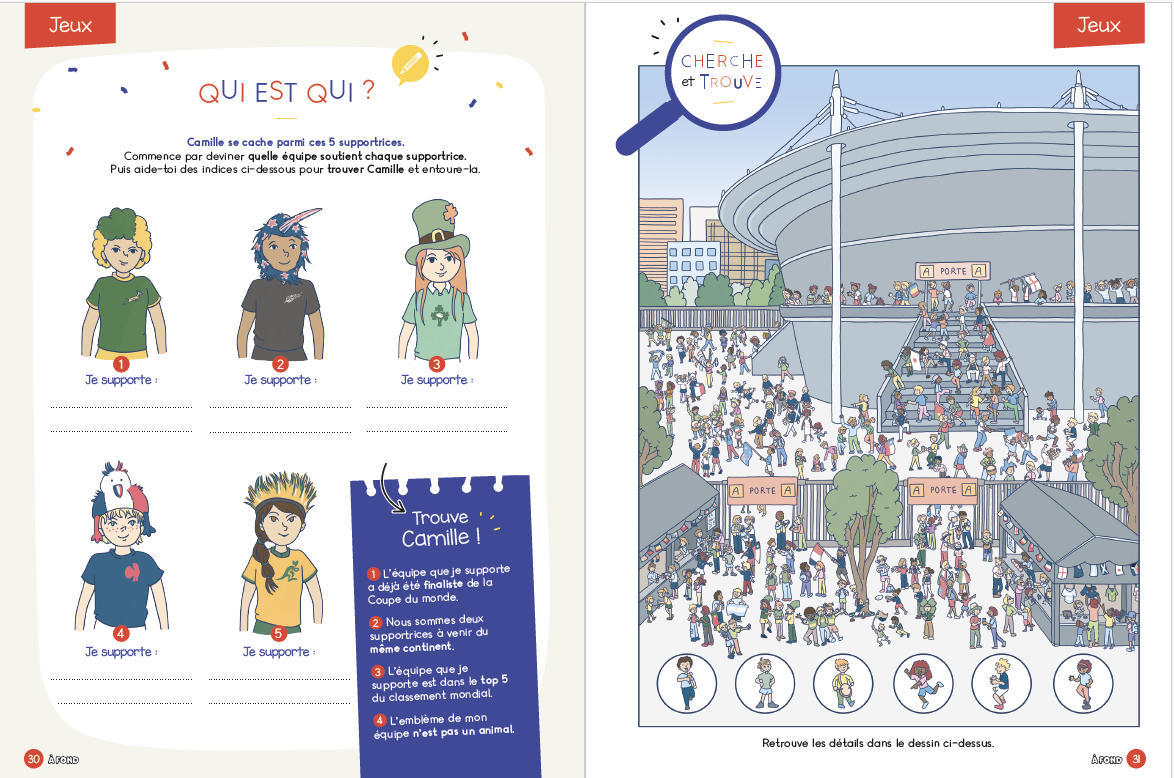 Jeux
QUI EST QUI ?
Camille se cache parmi ces 5 supportrices.
Commence par deviner quelle équipe soutient chaque supportrice.
Puis aide-toi des indices ci-dessous pour trouver Camille et entoure-la.
1
2
3
Je supporte :
Je supporte :
Je supporte :
4
5
Je supporte :
Je supporte :
Trouve
Camille !
1 L'équipe que je supporte
a déjà été finaliste de la
Coupe du monde.
2 Nous sommes deux
supportrices à venir du
même continent.
3 L'équipe que je
supporte est dans le top 5
du classement mondial.
4 L'emblème de mon
équipe n'est pas un animal.
30 À FOND
Jeux
CHERCHE
et TROUVE
A PORTE A
A PORTE A
A PORTE A
Retrouve les détails dans le dessin ci-dessus.
À FOND 31